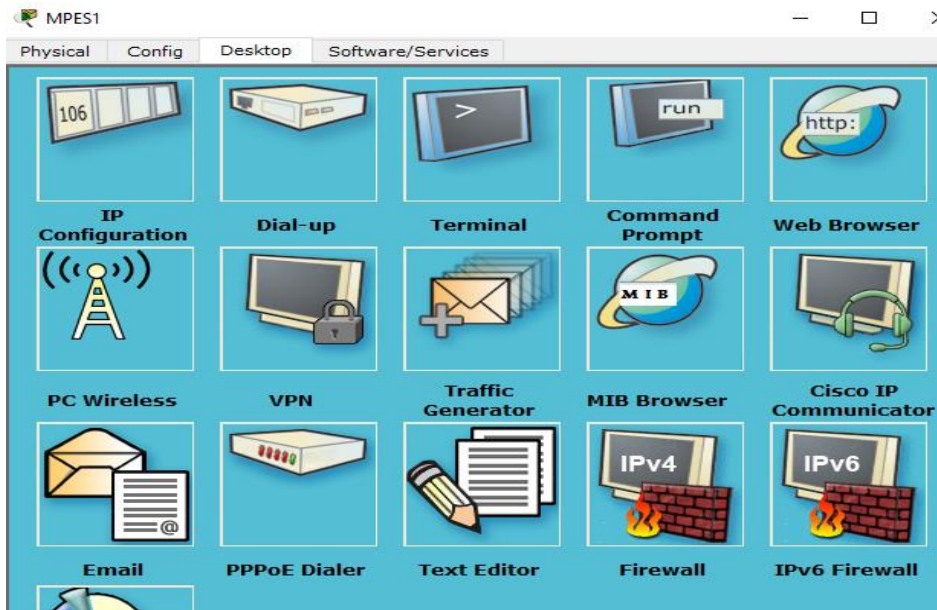 MPES1
Physical Config Desktop Software/Services
106
>
run
http:
IP
Configuration
Dial-up
Terminal
Command
Prompt
Web Browser
MIB
PC Wireless
VPN
Traffic
Generator
MIB Browser
Cisco IP
Communicator
@
IPv4
IPv6
Email
PPPoE Dialer
Text Editor
Firewall
IPv6 Firewall